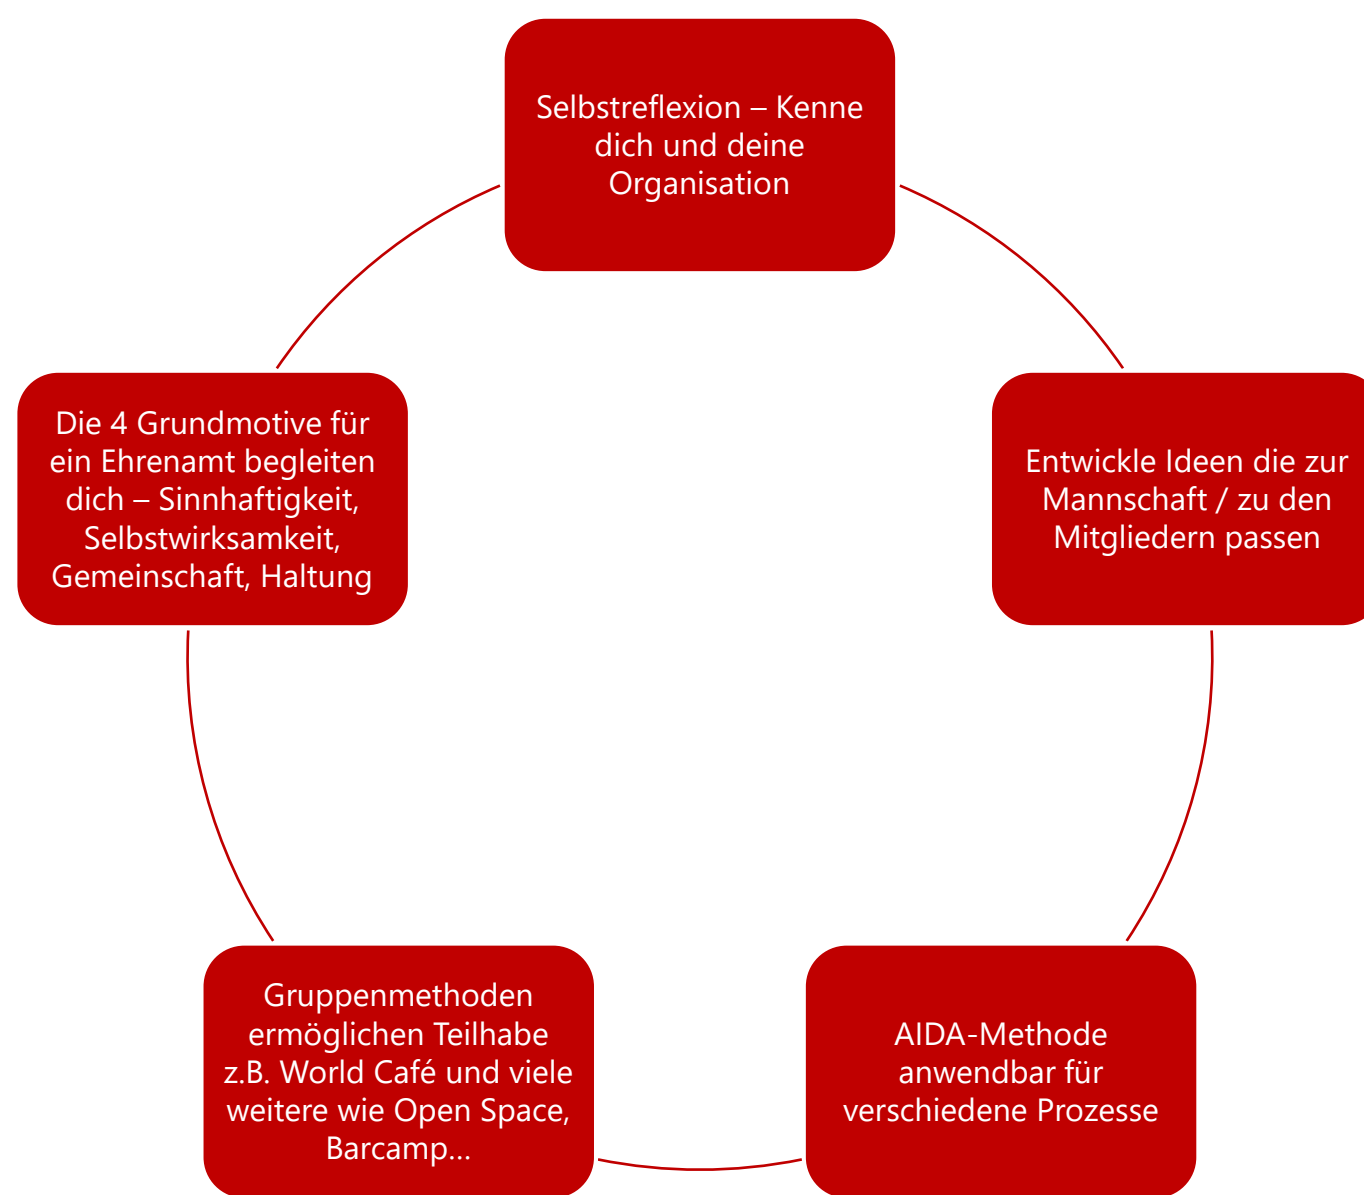 Selbstreflexion – Kenne
dich und deine
Organisation
Entwickle Ideen die zur
Mannschaft / zu den
Mitgliedern passen
AIDA-Methode
anwendbar für
verschiedene Prozesse
Gruppenmethoden
ermöglichen Teilhabe
z.B. World Café und viele
weitere wie Open Space,
Barcamp…
Die 4 Grundmotive für
ein Ehrenamt begleiten
dich – Sinnhaftigkeit,
Selbstwirksamkeit,
Gemeinschaft, Haltung